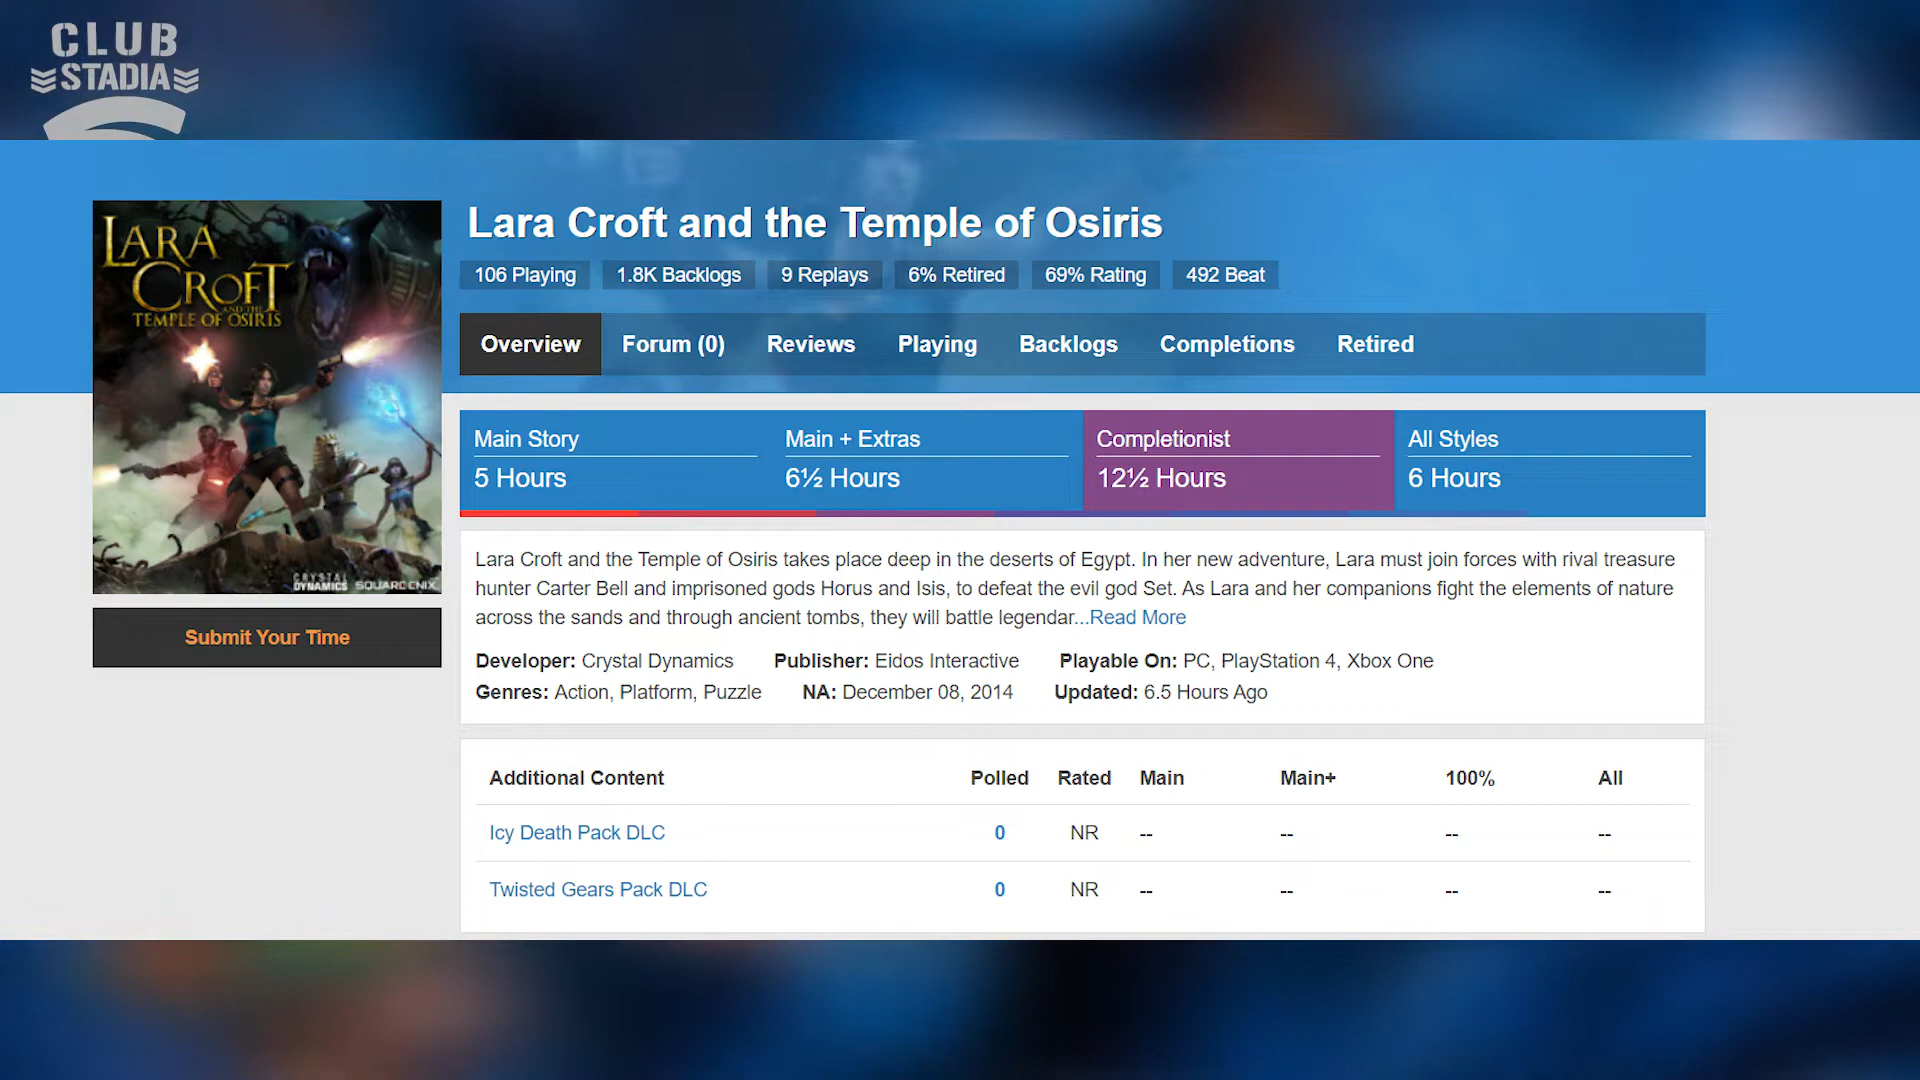 CLUB
STADIA
LARA
CROFT
AND THE
TEMPLE OF OSIRIS
CRYSTAL
DYNAMICS SQUARE ENIX
Submit Your Time
Lara Croft and the Temple of Osiris
106 Playing 1.8K Backlogs 9 Replays 6% Retired 69% Rating 492 Beat
Overview Forum (0) Reviews Playing Backlogs Completions Retired
Main Story Main + Extras Completionist All Styles
5 Hours 6½ Hours 12½ Hours 6 Hours
Lara Croft and the Temple of Osiris takes place deep in the deserts of Egypt. In her new adventure, Lara must join forces with rival treasure
hunter Carter Bell and imprisoned gods Horus and Isis, to defeat the evil god Set. As Lara and her companions fight the elements of nature
across the sands and through ancient tombs, they will battle legendar...Read More
Developer: Crystal Dynamics Publisher: Eidos Interactive Playable On: PC, PlayStation 4, Xbox One
Genres: Action, Platform, Puzzle NA: December 08, 2014 Updated: 6.5 Hours Ago
Additional Content Polled Rated Main Main+ 100% All
Icy Death Pack DLC 0 NR -- -- -- --
Twisted Gears Pack DLC 0 NR -- -- -- --